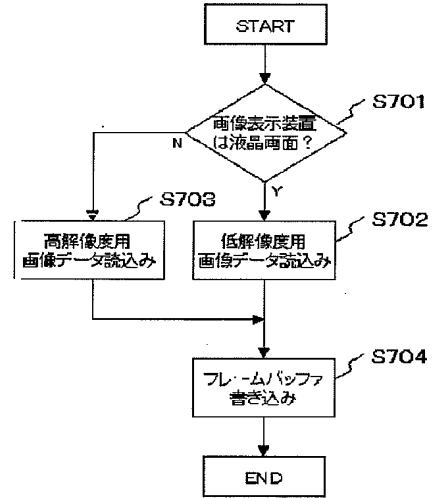 START
S701
画像表示装置
は液晶画面？
N
Y
S703
S702
高解像度用
画像データ読込み
低解像度用
画像データ読込み
S704
フレームバッファ
書き込み
END